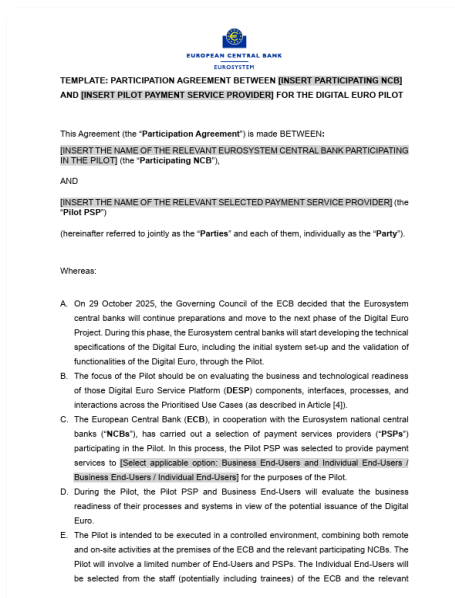 EUROPEAN CENTRAL BANK
EUROSYSTEM
TEMPLATE: PARTICIPATION AGREEMENT BETWEEN [INSERT PARTICIPATING NCB]
AND [INSERT PILOT PAYMENT SERVICE PROVIDER] FOR THE DIGITAL EURO PILOT
This Agreement (the “Participation Agreement”) is made BETWEEN:
[INSERT THE NAME OF THE RELEVANT EUROSYSTEM CENTRAL BANK PARTICIPATING
IN THE PILOT] (the “Participating NCB”),
AND
[INSERT THE NAME OF THE RELEVANT SELECTED PAYMENT SERVICE PROVIDER] (the
“Pilot PSP”)
(hereinafter referred to jointly as the “Parties” and each of them, individually as the “Party”).
Whereas:
A. On 29 October 2025, the Governing Council of the ECB decided that the Eurosystem
central banks will continue preparations and move to the next phase of the Digital Euro
Project. During this phase, the Eurosystem central banks will start developing the technical
specifications of the Digital Euro, including the initial system set-up and the validation of
functionalities of the Digital Euro, through the Pilot.
B. The focus of the Pilot should be on evaluating the business and technological readiness
of those Digital Euro Service Platform (DESP) components, interfaces, processes, and
interactions across the Prioritised Use Cases (as described in Article [4]).
C. The European Central Bank (ECB), in cooperation with the Eurosystem national central
banks (“NCBs”), has carried out a selection of payment services providers (“PSPs”)
participating in the Pilot. In this process, the Pilot PSP was selected to provide payment
services to [Select applicable option: Business End-Users and Individual End-Users /
Business End-Users / Individual End-Users] for the purposes of the Pilot.
D. During the Pilot, the Pilot PSP and Business End-Users will evaluate the business
readiness of their processes and systems in view of the potential issuance of the Digital
Euro.
E. The Pilot is intended to be executed in a controlled environment, combining both remote
and on-site activities at the premises of the ECB and the relevant participating NCBs. The
Pilot will involve a limited number of End-Users and PSPs. The Individual End-Users will
be selected from the staff (potentially including trainees) of the ECB and the relevant